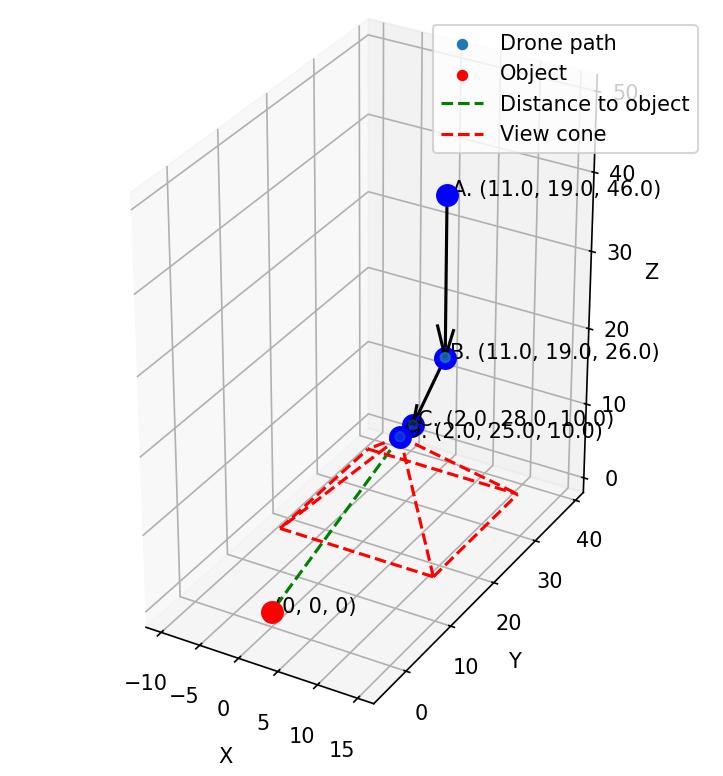 Drone path
Object
Distance to object
View cone
50
A. (11.0, 19.0, 46.0)
40
30
Z
20
B. (11.0, 19.0, 26.0)
10
C. (2.0, 28.0, 10.0)
(2.0, 25.0, 10.0)
0
(0, 0, 0)
40
30
20
10
0
Y
−10
−5
0
5
10
15
X